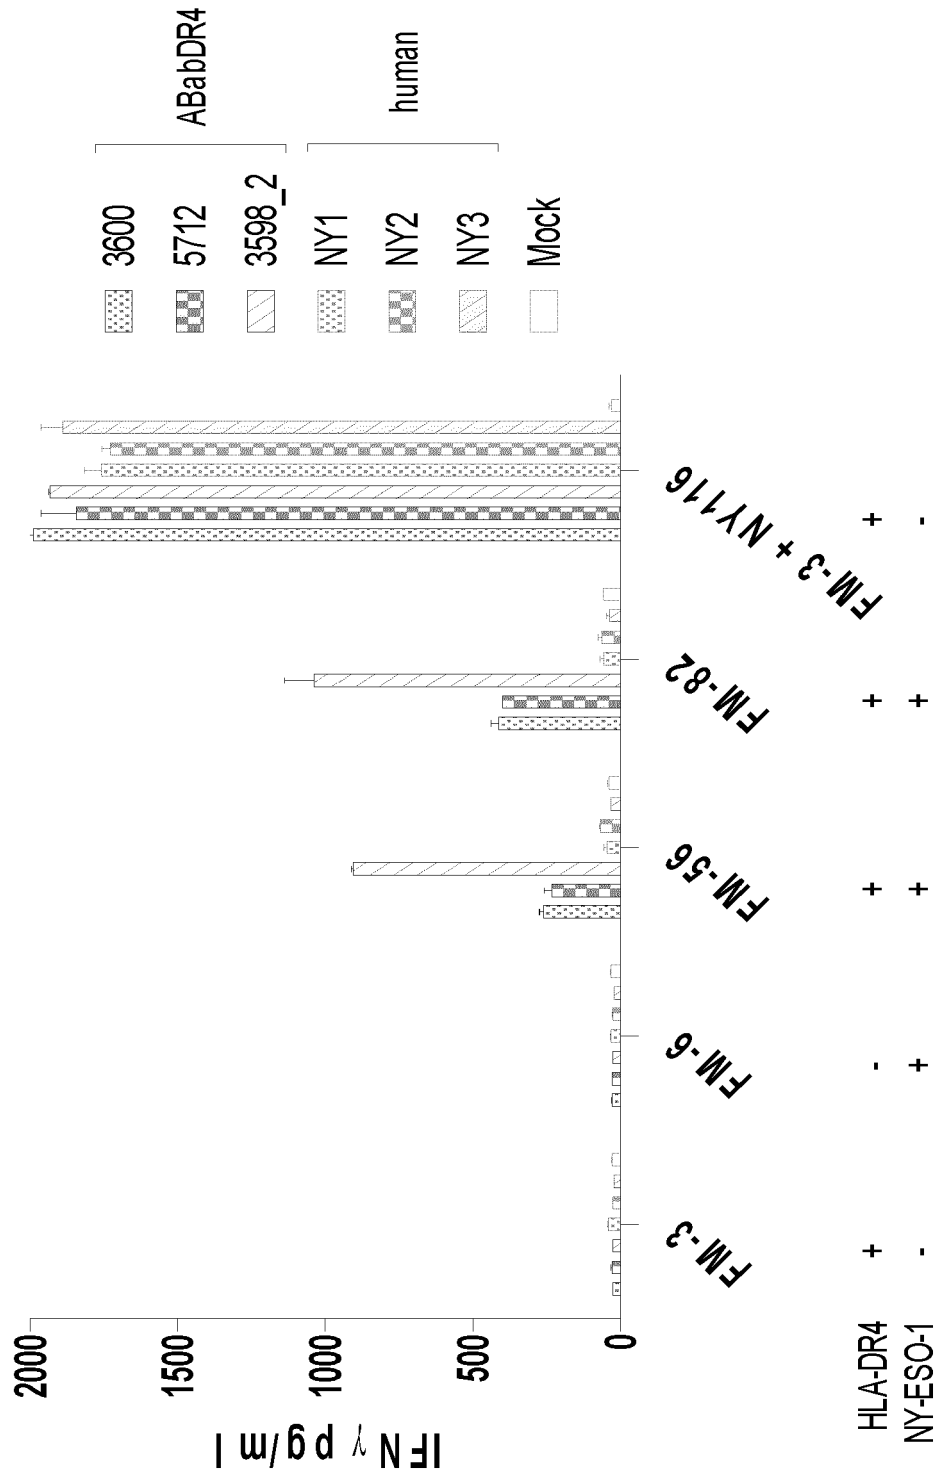 IFNγ pg/ml
2000
1500
1000
500
0
FM-3
FM-6
FM-56
FM-82
FM-3 + NY116
HLA-DR4 + - + + +
NY-ESO-1 - + + + -
3600
5712
3598_2
NY1
NY2
NY3
Mock
ABabDR4
human